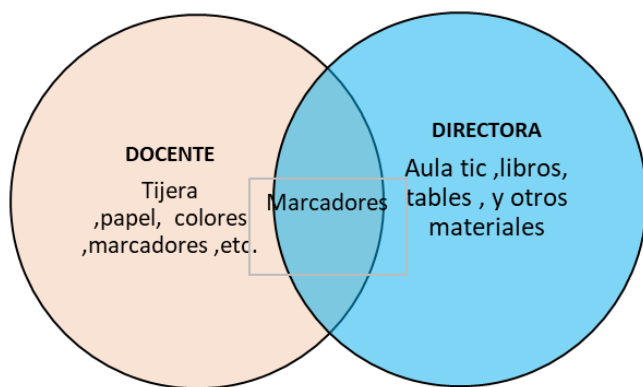 DOCENTE
Tijera
,papel, colores
,marcadores ,etc.
Marcadores
DIRECTORA
Aula tic ,libros,
tables , y otros
materiales